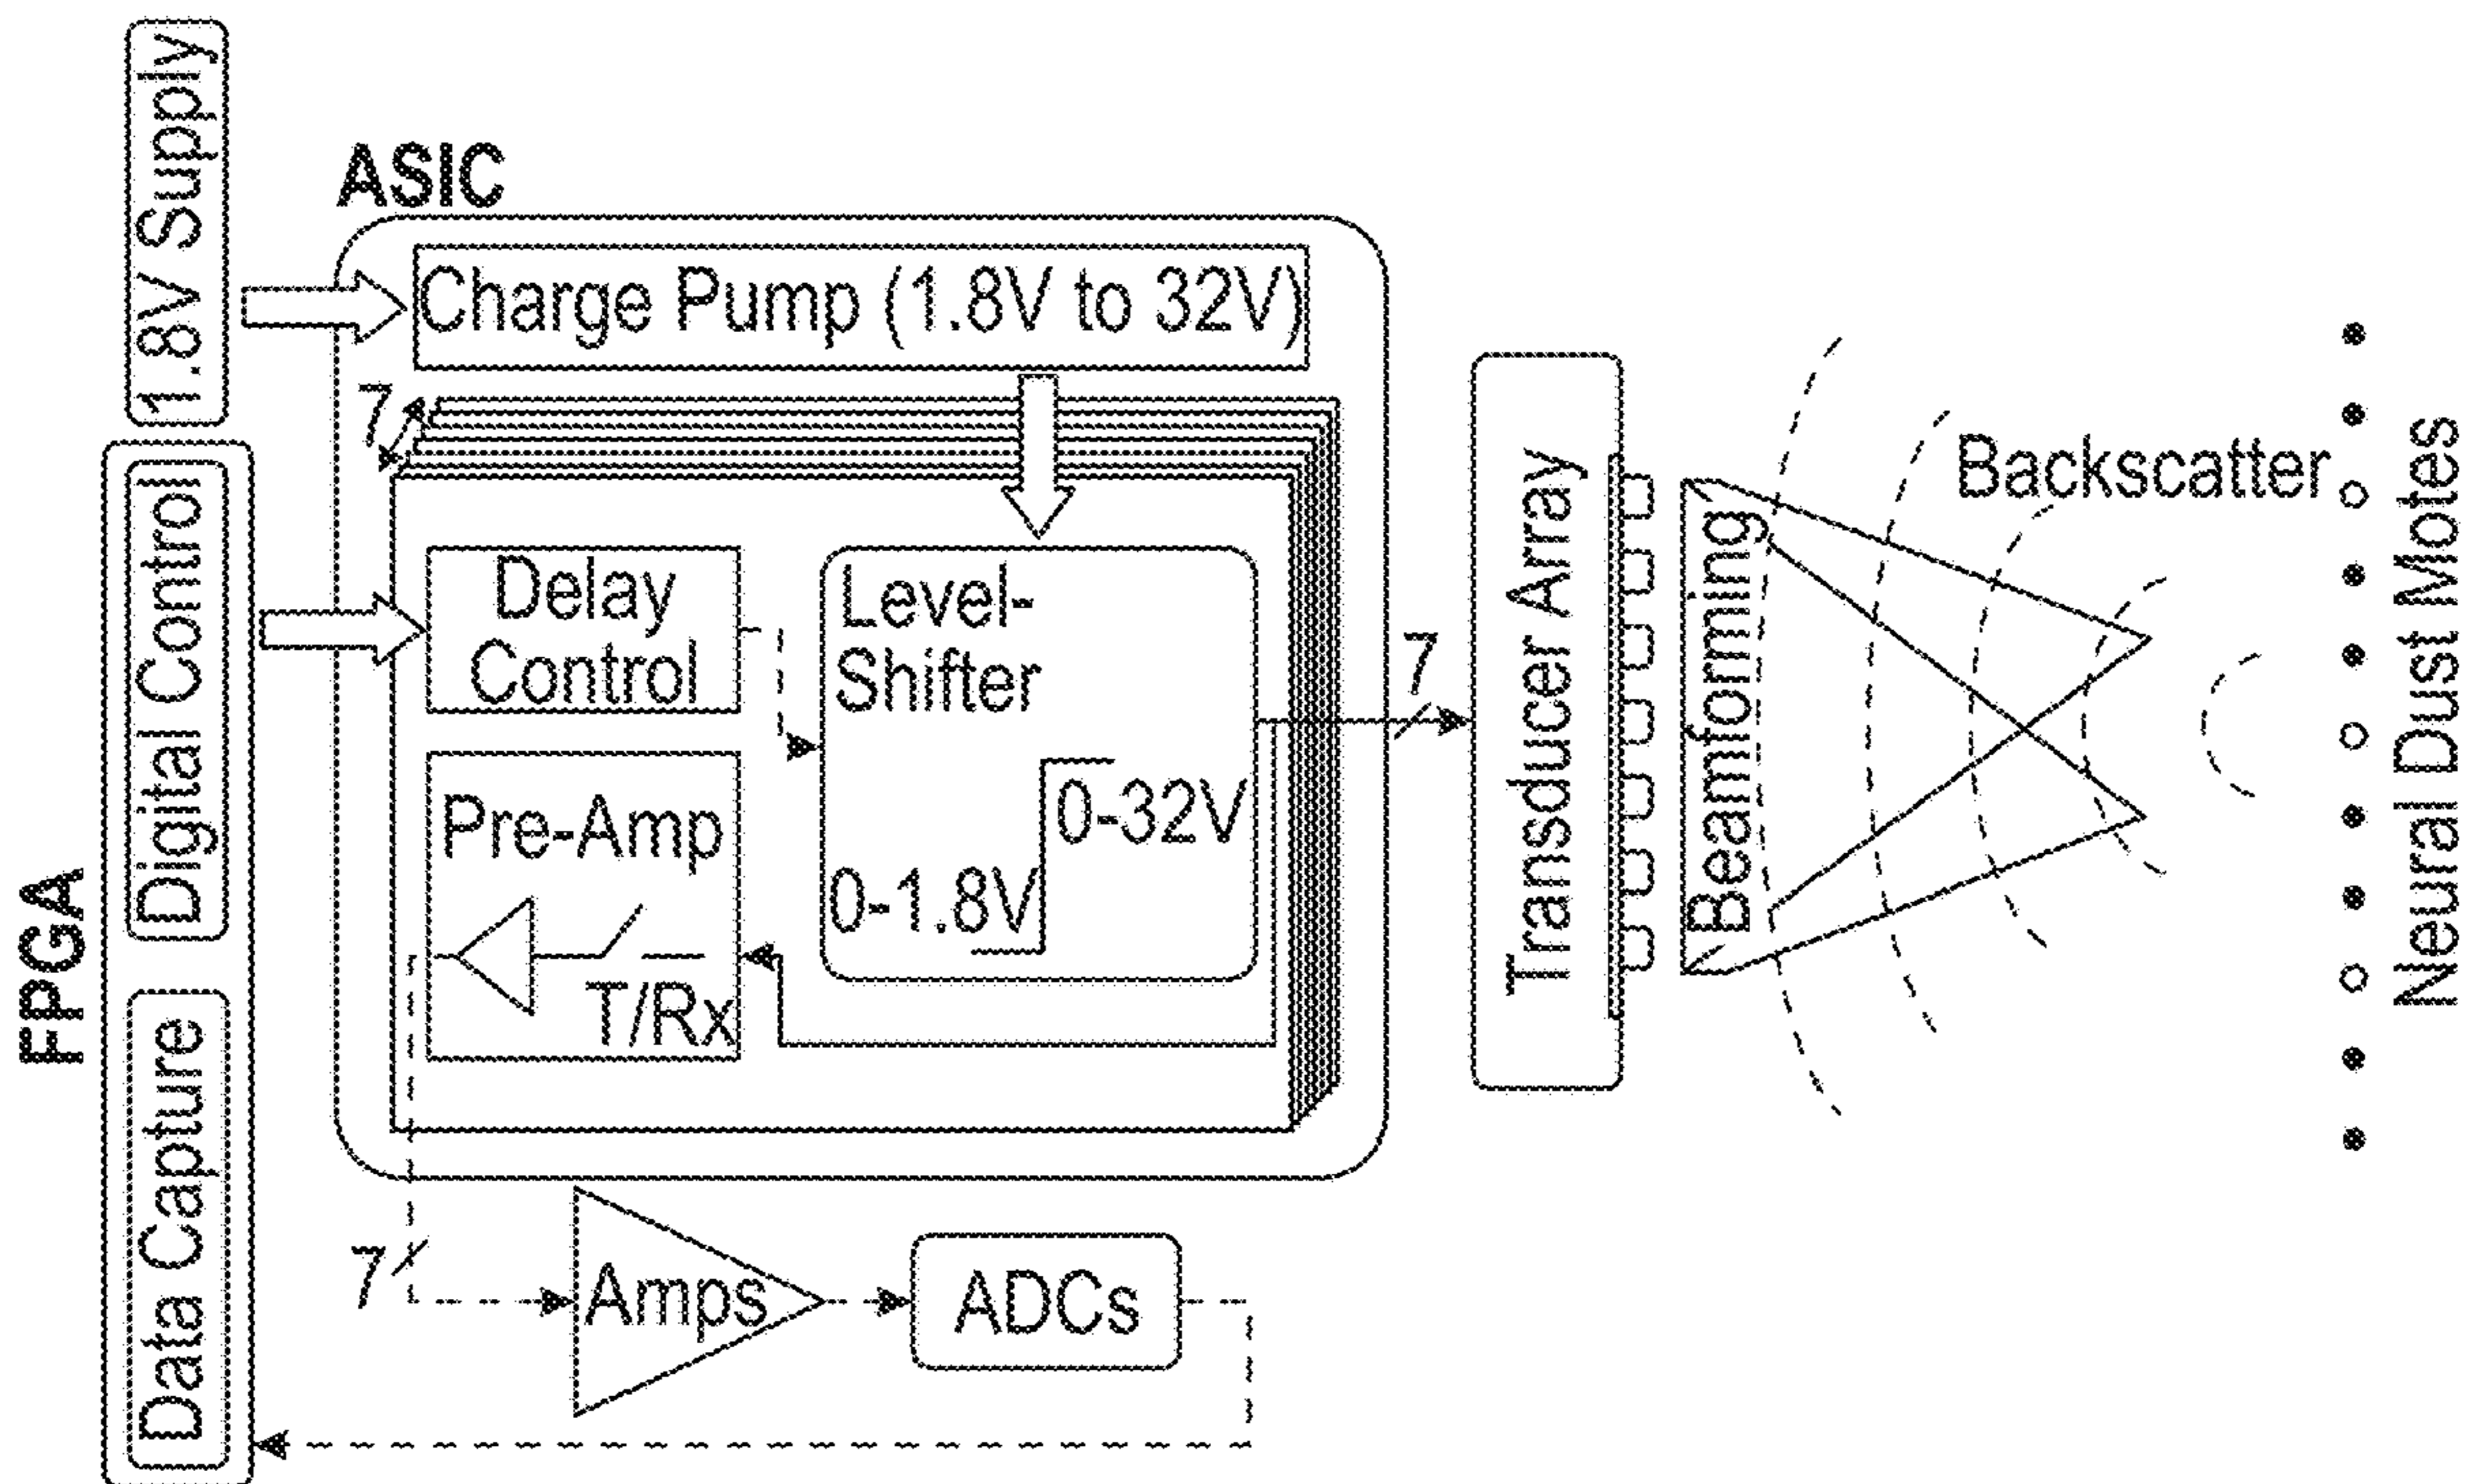 1.8V Supply
ASIC
Charge Pump (1.8V to 32V)
7
FPGA
Digital Control
Data Capture
Delay
Control
Level-
Shifter
0-32V
0-1.8V
Pre-Amp
T/Rx
7
Transducer Array
Beamforming
Backscatter
Neural Dust Motes
7
Amps
ADCs